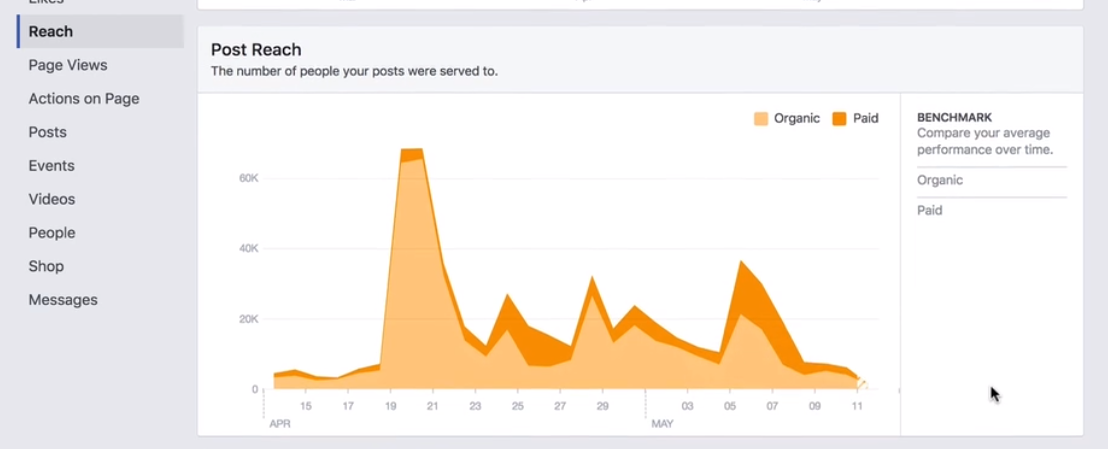 Likes
Reach
Page Views
Actions on Page
Posts
Events
Videos
People
Shop
Messages
Post Reach
The number of people your posts were served to.
Organic Paid
60K
40K
20K
0
15 17 19 21 23 25 27 29 03 05 07 09 11
APR MAY
BENCHMARK
Compare your average
performance over time.
Organic
Paid